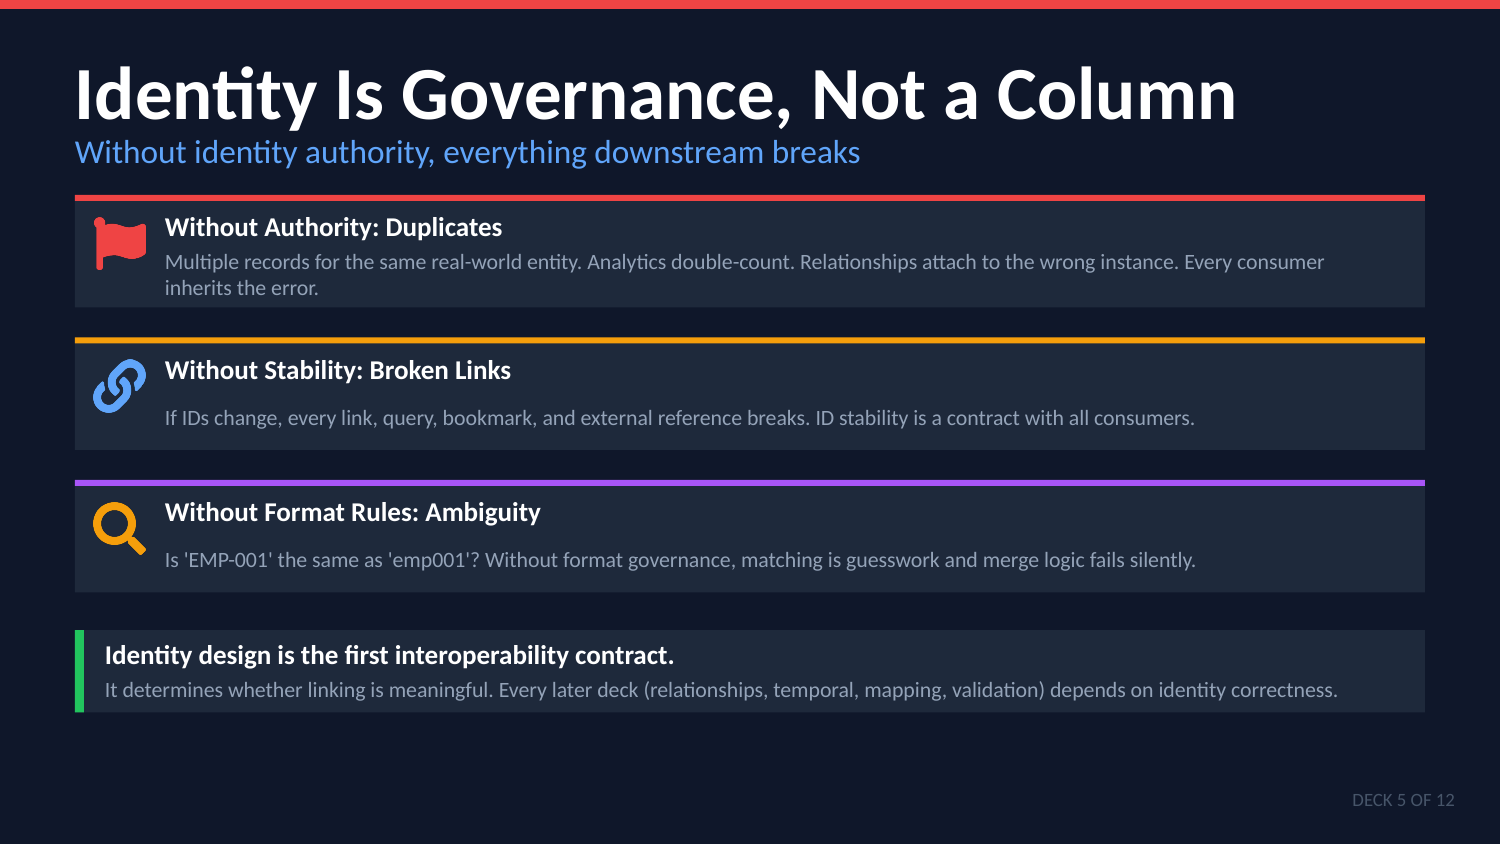 Identity Is Governance, Not a Column
Without identity authority, everything downstream breaks
Without Authority: Duplicates
Multiple records for the same real-world entity. Analytics double-count. Relationships attach to the wrong instance. Every consumer
inherits the error.
Without Stability: Broken Links
If IDs change, every link, query, bookmark, and external reference breaks. ID stability is a contract with all consumers.
Without Format Rules: Ambiguity
Is 'EMP-001' the same as 'emp001'? Without format governance, matching is guesswork and merge logic fails silently.
Identity design is the first interoperability contract.
It determines whether linking is meaningful. Every later deck (relationships, temporal, mapping, validation) depends on identity correctness.
DECK 5 OF 12